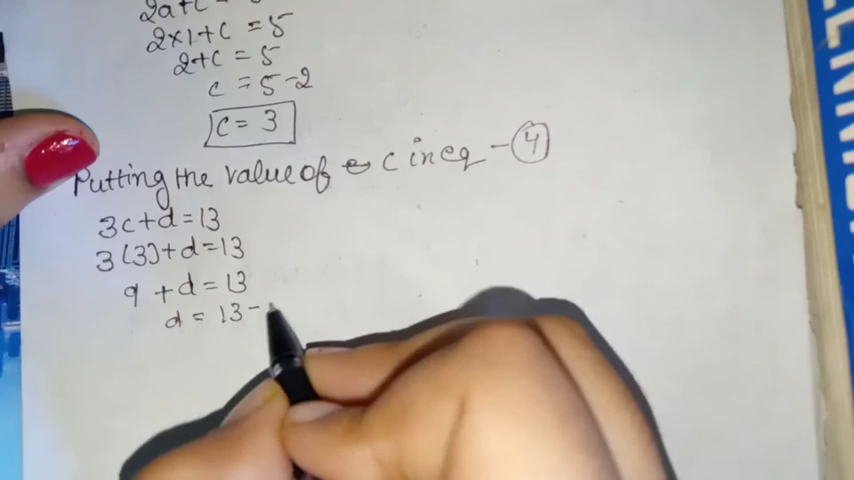 2a+c =
2×1+c = 5
2+c = 5
c = 5-2
c = 3
Putting the value of c in eq - 4
3c+d=13
3(3)+d=13
9 +d=13
d = 13-